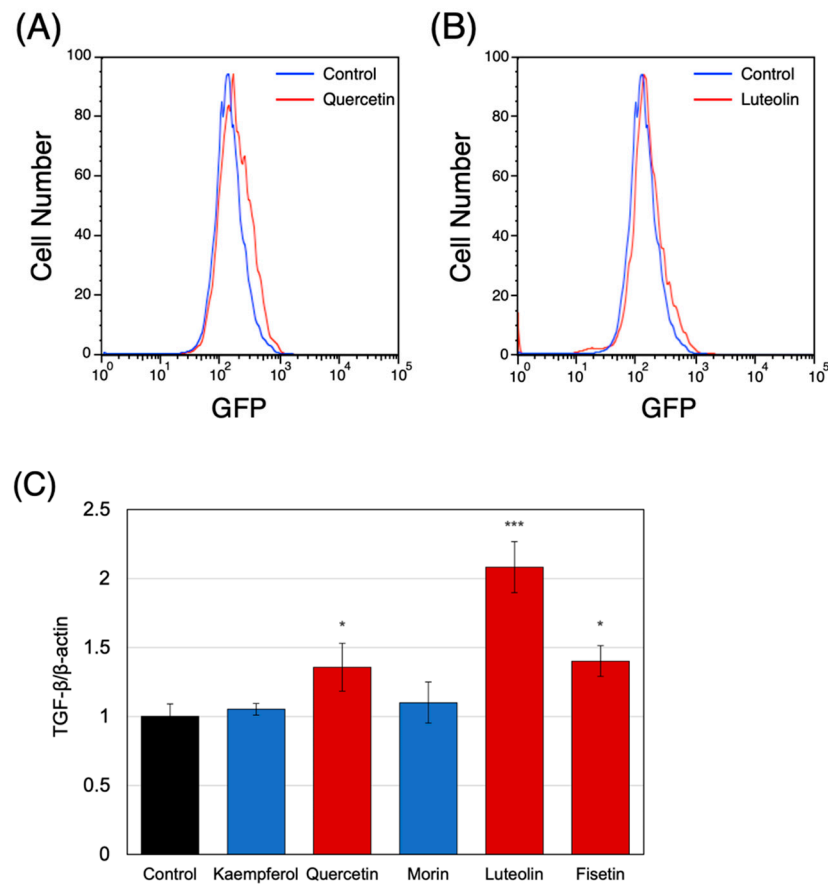 (A)
(B)
100
80
60
40
20
0
Cell Number
Control
Quercetin
10^0
10^1
10^2
10^3
10^4
10^5
GFP
100
80
60
40
20
0
Cell Number
Control
Luteolin
10^0
10^1
10^2
10^3
10^4
10^5
GFP
(C)
2.5
2
1.5
1
0.5
0
TGF-β/β-actin
*
***
*
Control
Kaempferol
Quercetin
Morin
Luteolin
Fisetin